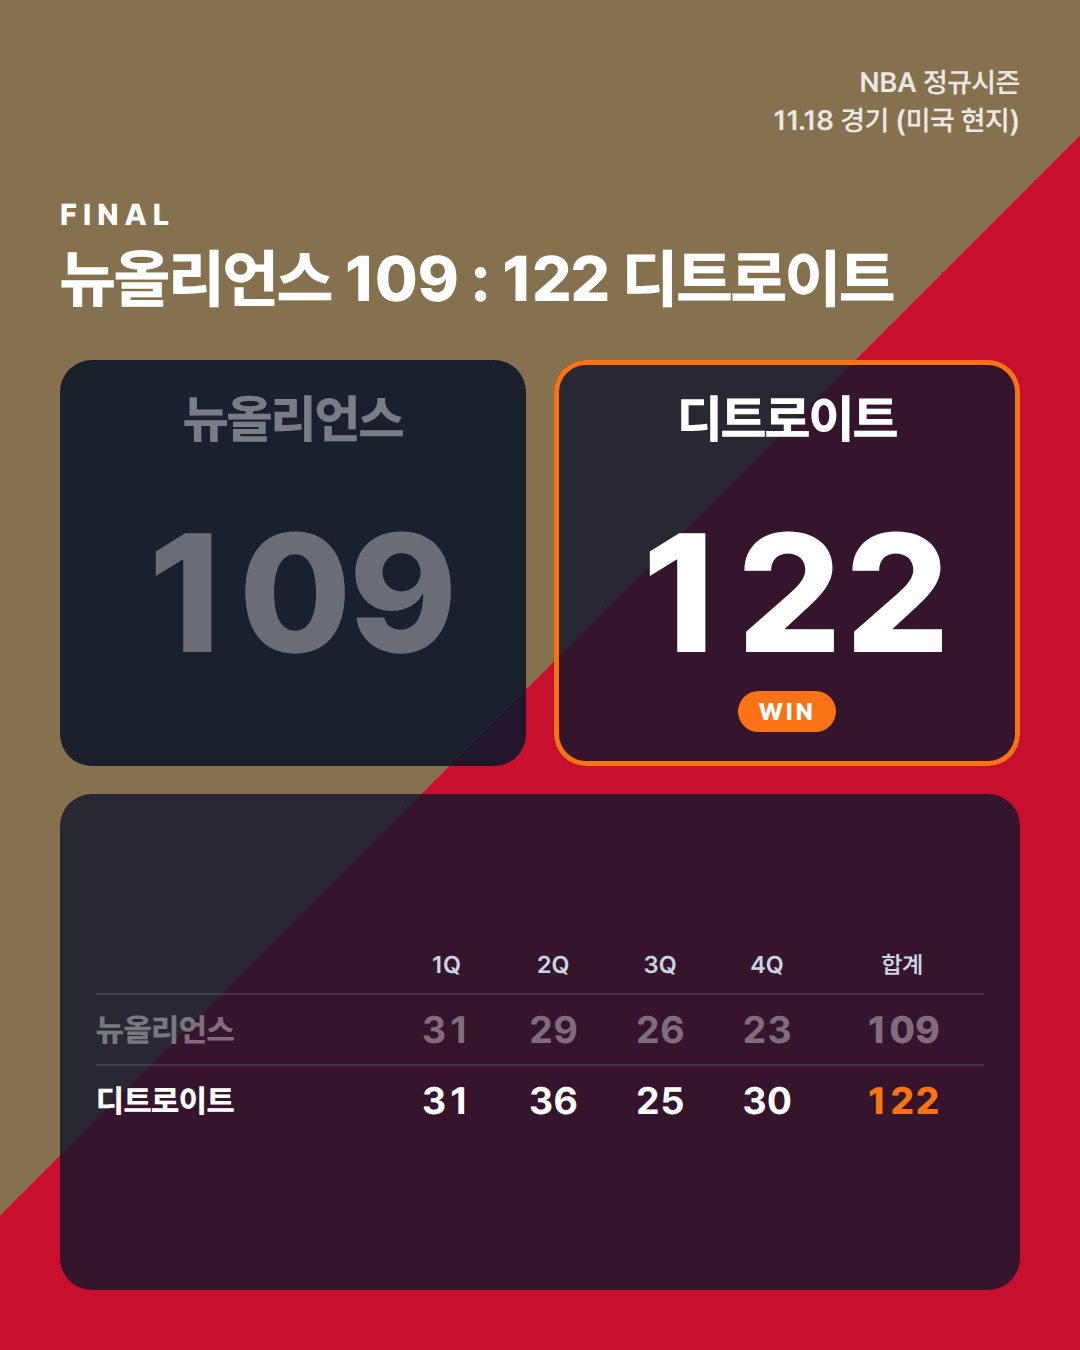 NBA 정규시즌
11.18 경기 (미국 현지)
FINAL
뉴올리언스 109 : 122 디트로이트
뉴올리언스
109
디트로이트
122
WIN
1Q 2Q 3Q 4Q 합계
뉴올리언스 31 29 26 23 109
디트로이트 31 36 25 30 122